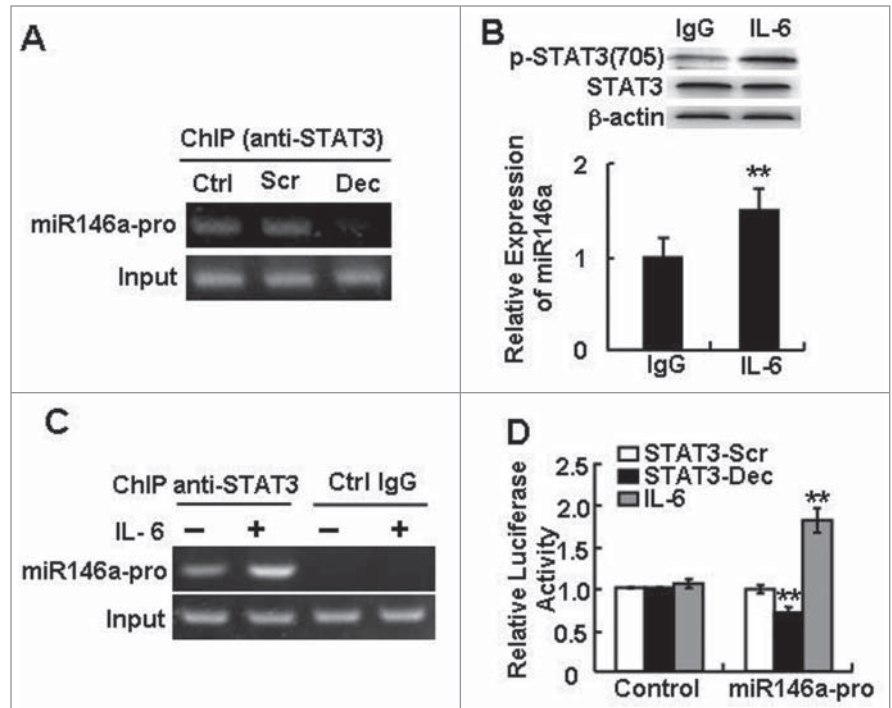 A
ChIP (anti-STAT3)
Ctrl Scr Dec
miR146a-pro
Input
B
IgG IL-6
p-STAT3(705)
STAT3
β-actin
Relative Expression
of miR146a
2
**
1
0
IgG IL-6
C
ChIP anti-STAT3 Ctrl IgG
IL- 6 − + − +
miR146a-pro
Input
D
STAT3-Scr
STAT3-Dec
IL-6
Relative Luciferase
Activity
2.5
2.0
1.5
1.0
0.5
0
**
**
Control miR146a-pro